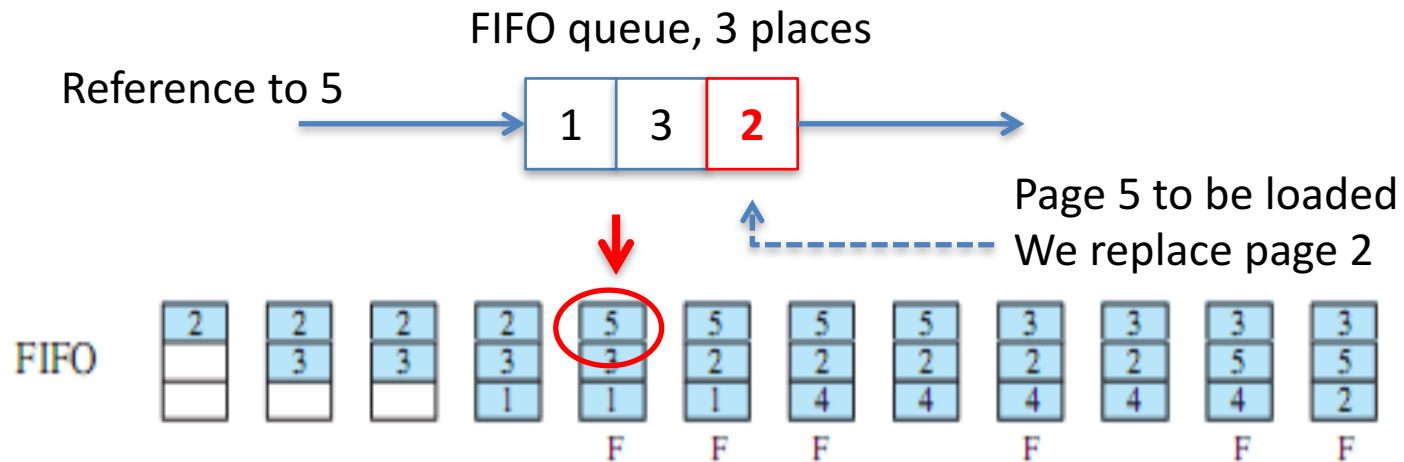 FIFO queue, 3 places
Reference to 5
1 3 2
Page 5 to be loaded
We replace page 2
FIFO
2 2 2 2 5 5 5 5 3 3 3 3
3 3 3 3 2 2 2 2 2 5 5
1 1 1 4 4 4 4 4 2
F F F F F F